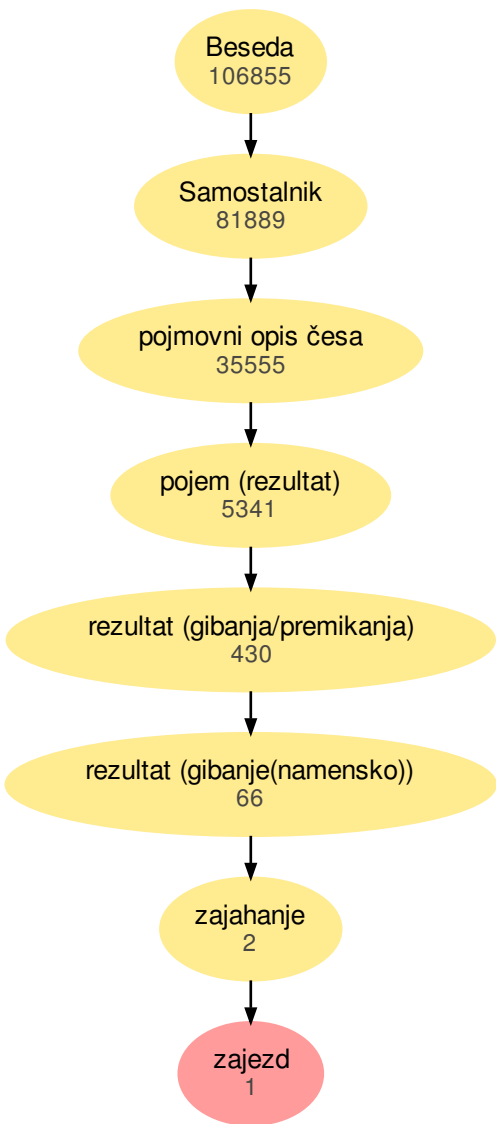 Beseda
106855
Samostalnik
81889
pojmovni opis česa
35555
pojem (rezultat)
5341
rezultat (gibanja/premikanja)
430
rezultat (gibanje(namensko))
66
zajahanje
2
zajezd
1